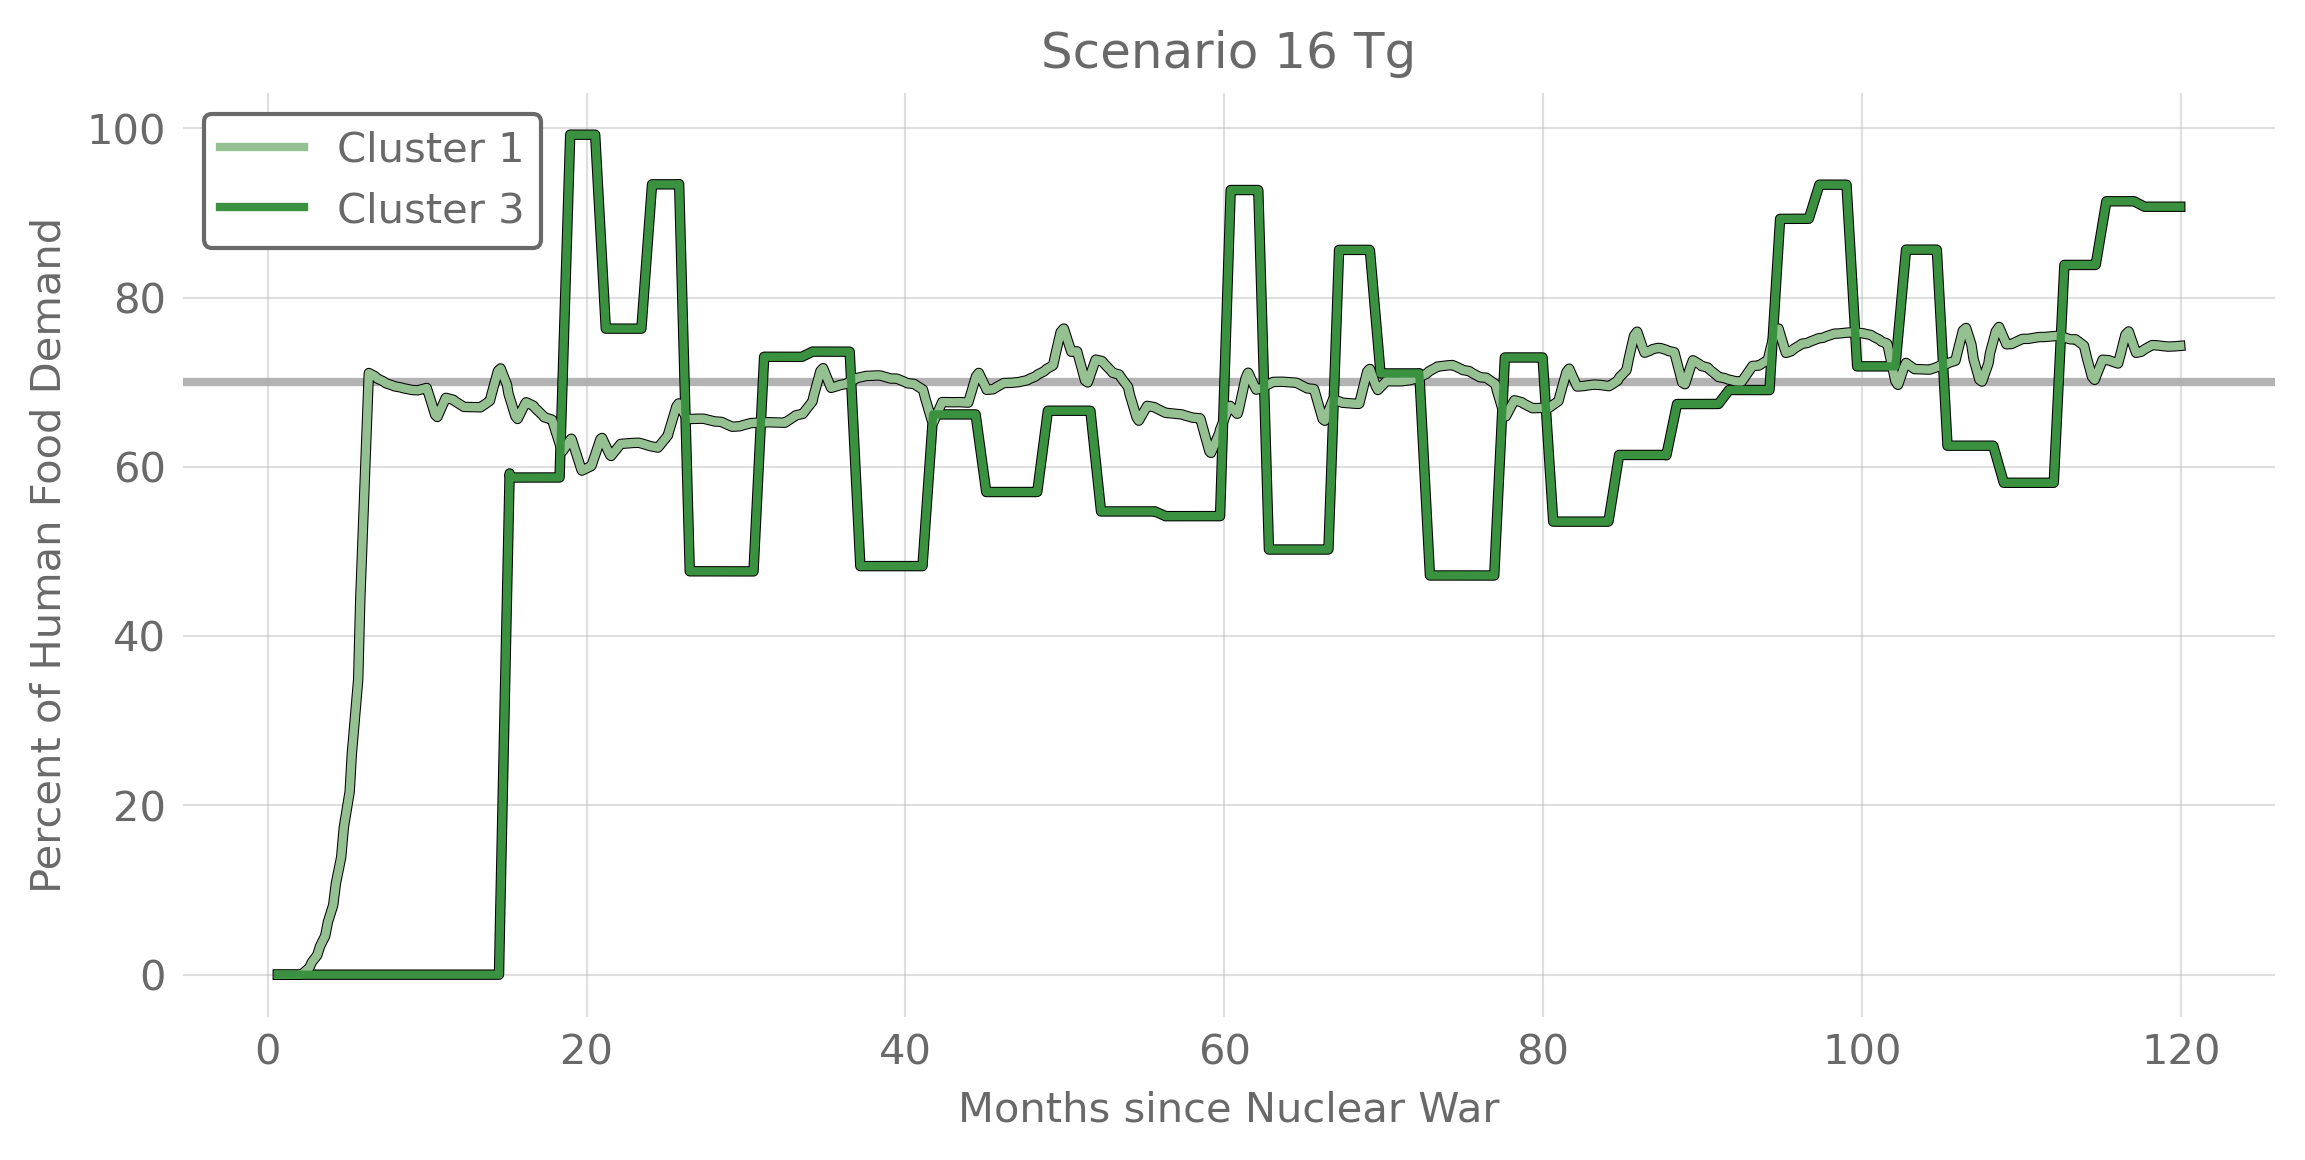 Scenario 16 Tg
Cluster 1
Cluster 3
Percent of Human Food Demand
100
80
60
40
20
0
0 20 40 60 80 100 120
Months since Nuclear War